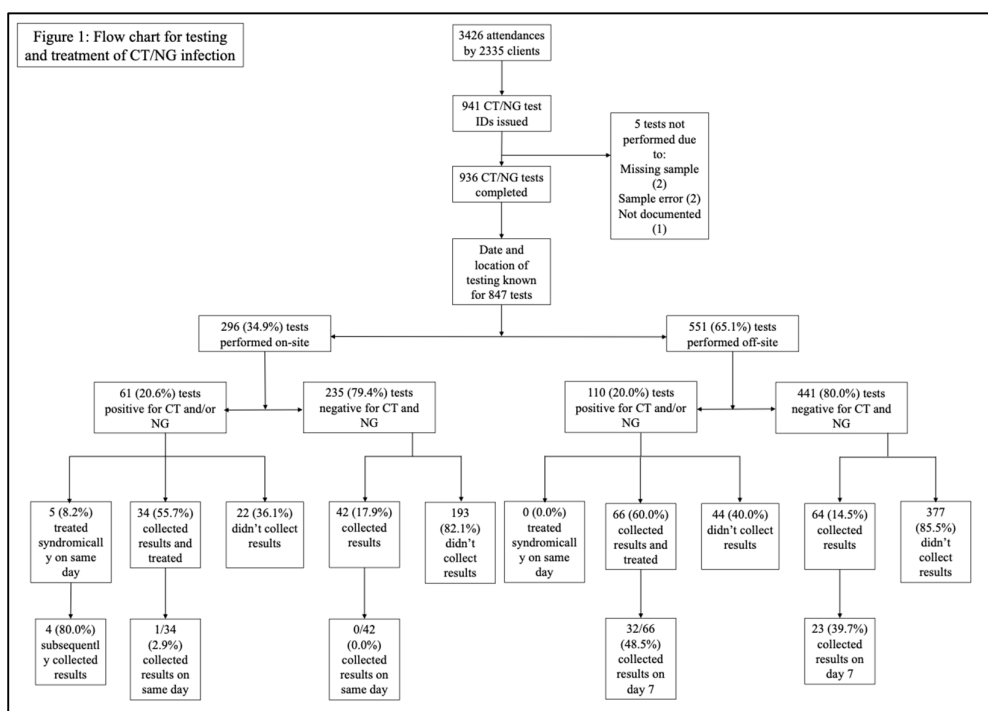 Figure 1: Flow chart for testing
and treatment of CT/NG infection
3426 attendances
by 2335 clients
941 CT/NG test
IDs issued
5 tests not
performed due
to:
Missing sample
(2)
Sample error (2)
Not documented
(1)
936 CT/NG tests
completed
Date and
location of
testing known
for 847 tests
296 (34.9%) tests
performed on-site
551 (65.1%) tests
performed off-site
61 (20.6%) tests
positive for CT and/or
NG
235 (79.4%) tests
negative for CT and
NG
110 (20.0%) tests
positive for CT and/or
NG
441 (80.0%) tests
negative for CT and
NG
5 (8.2%)
treated
syndromicall
y on same
day
34 (55.7%)
collected
results and
treated
22 (36.1%)
didn't collect
results
42 (17.9%)
collected
results
193
(82.1%)
didn't
collect
results
0 (0.0%)
treated
syndromicall
y on same
day
66 (60.0%)
collected
results and
treated
44 (40.0%)
didn't collect
results
64 (14.5%)
collected
results
377
(85.5%)
didn't
collect
results
4 (80.0%)
subsequentl
y collected
results
1/34
(2.9%)
collected
results on
same day
0/42
(0.0%)
collected
results on
same day
32/66
(48.5%)
collected
results on
day 7
23 (39.7%)
collected
results on
day 7